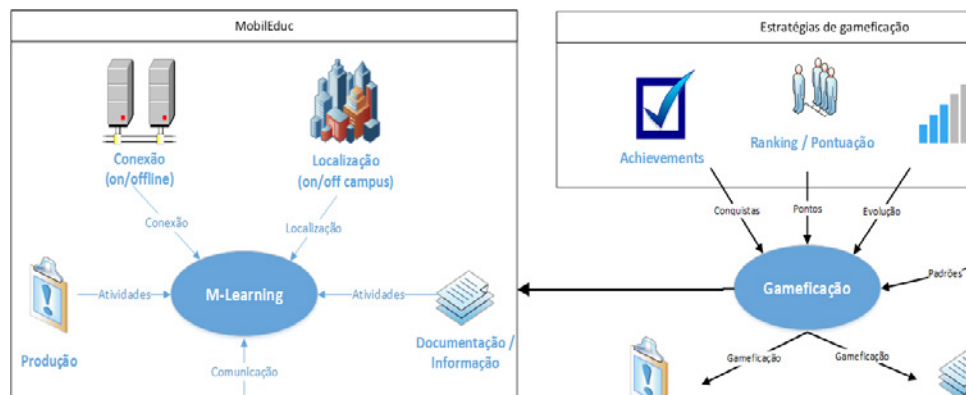 MobilEduc
Estratégias de gameficação
Conexão
(on/offline)
Localização
(on/off campus)
Achievements
Ranking / Pontuação
Conexão
Localização
Conquistas
Pontos
Evolução
Atividades
M-Learning
Atividades
Gameficação
Padrões
Produção
Documentação /
Informação
Comunicação
Gameficação
Gameficação